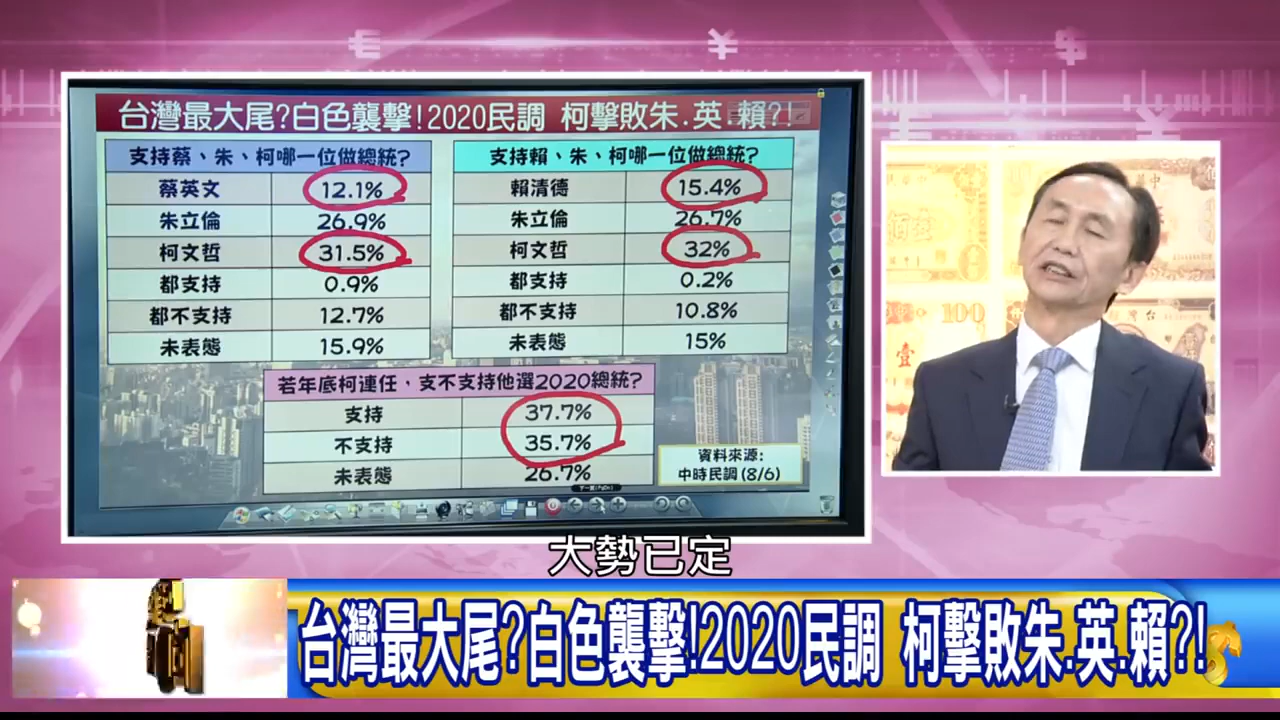 台灣最大尾?白色襲擊!2020民調 柯擊敗朱.英.賴?!
支持蔡、朱、柯哪一位做總統?
蔡英文 12.1%
朱立倫 26.9%
柯文哲 31.5%
都支持 0.9%
都不支持 12.7%
未表態 15.9%
支持賴、朱、柯哪一位做總統?
賴清德 15.4%
朱立倫 26.7%
柯文哲 32%
都支持 0.2%
都不支持 10.8%
未表態 15%
若年底柯連任,支不支持他選2020總統?
支持 37.7%
不支持 35.7%
未表態 26.7%
資料來源:
中時民調(8/6)
100
壹
大勢已定
台灣最大尾?白色襲擊!2020民調 柯擊敗朱.英.賴?!